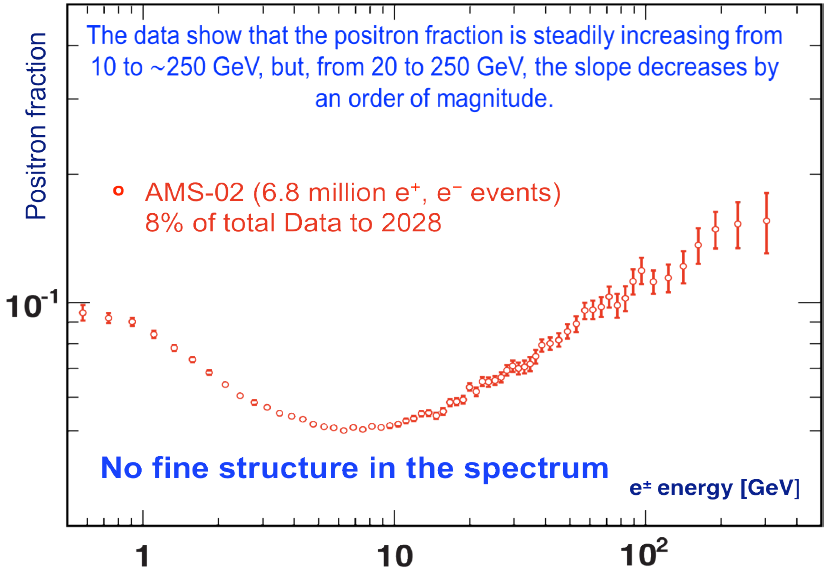 The data show that the positron fraction is steadily increasing from
10 to ~250 GeV, but, from 20 to 250 GeV, the slope decreases by
an order of magnitude.
Positron fraction
AMS-02 (6.8 million e⁺, e⁻ events)
8% of total Data to 2028
10⁻¹
No fine structure in the spectrum
e± energy [GeV]
1 10 10²